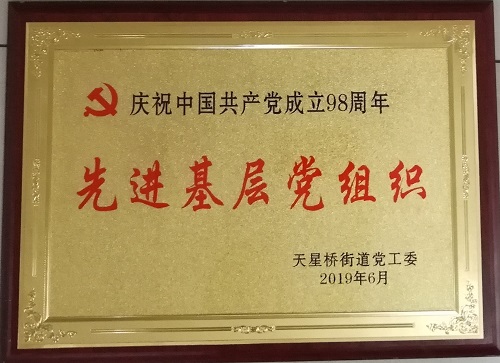 庆祝中国共产党成立98周年
先进基层党组织
天星桥街道党工委
2019年6月